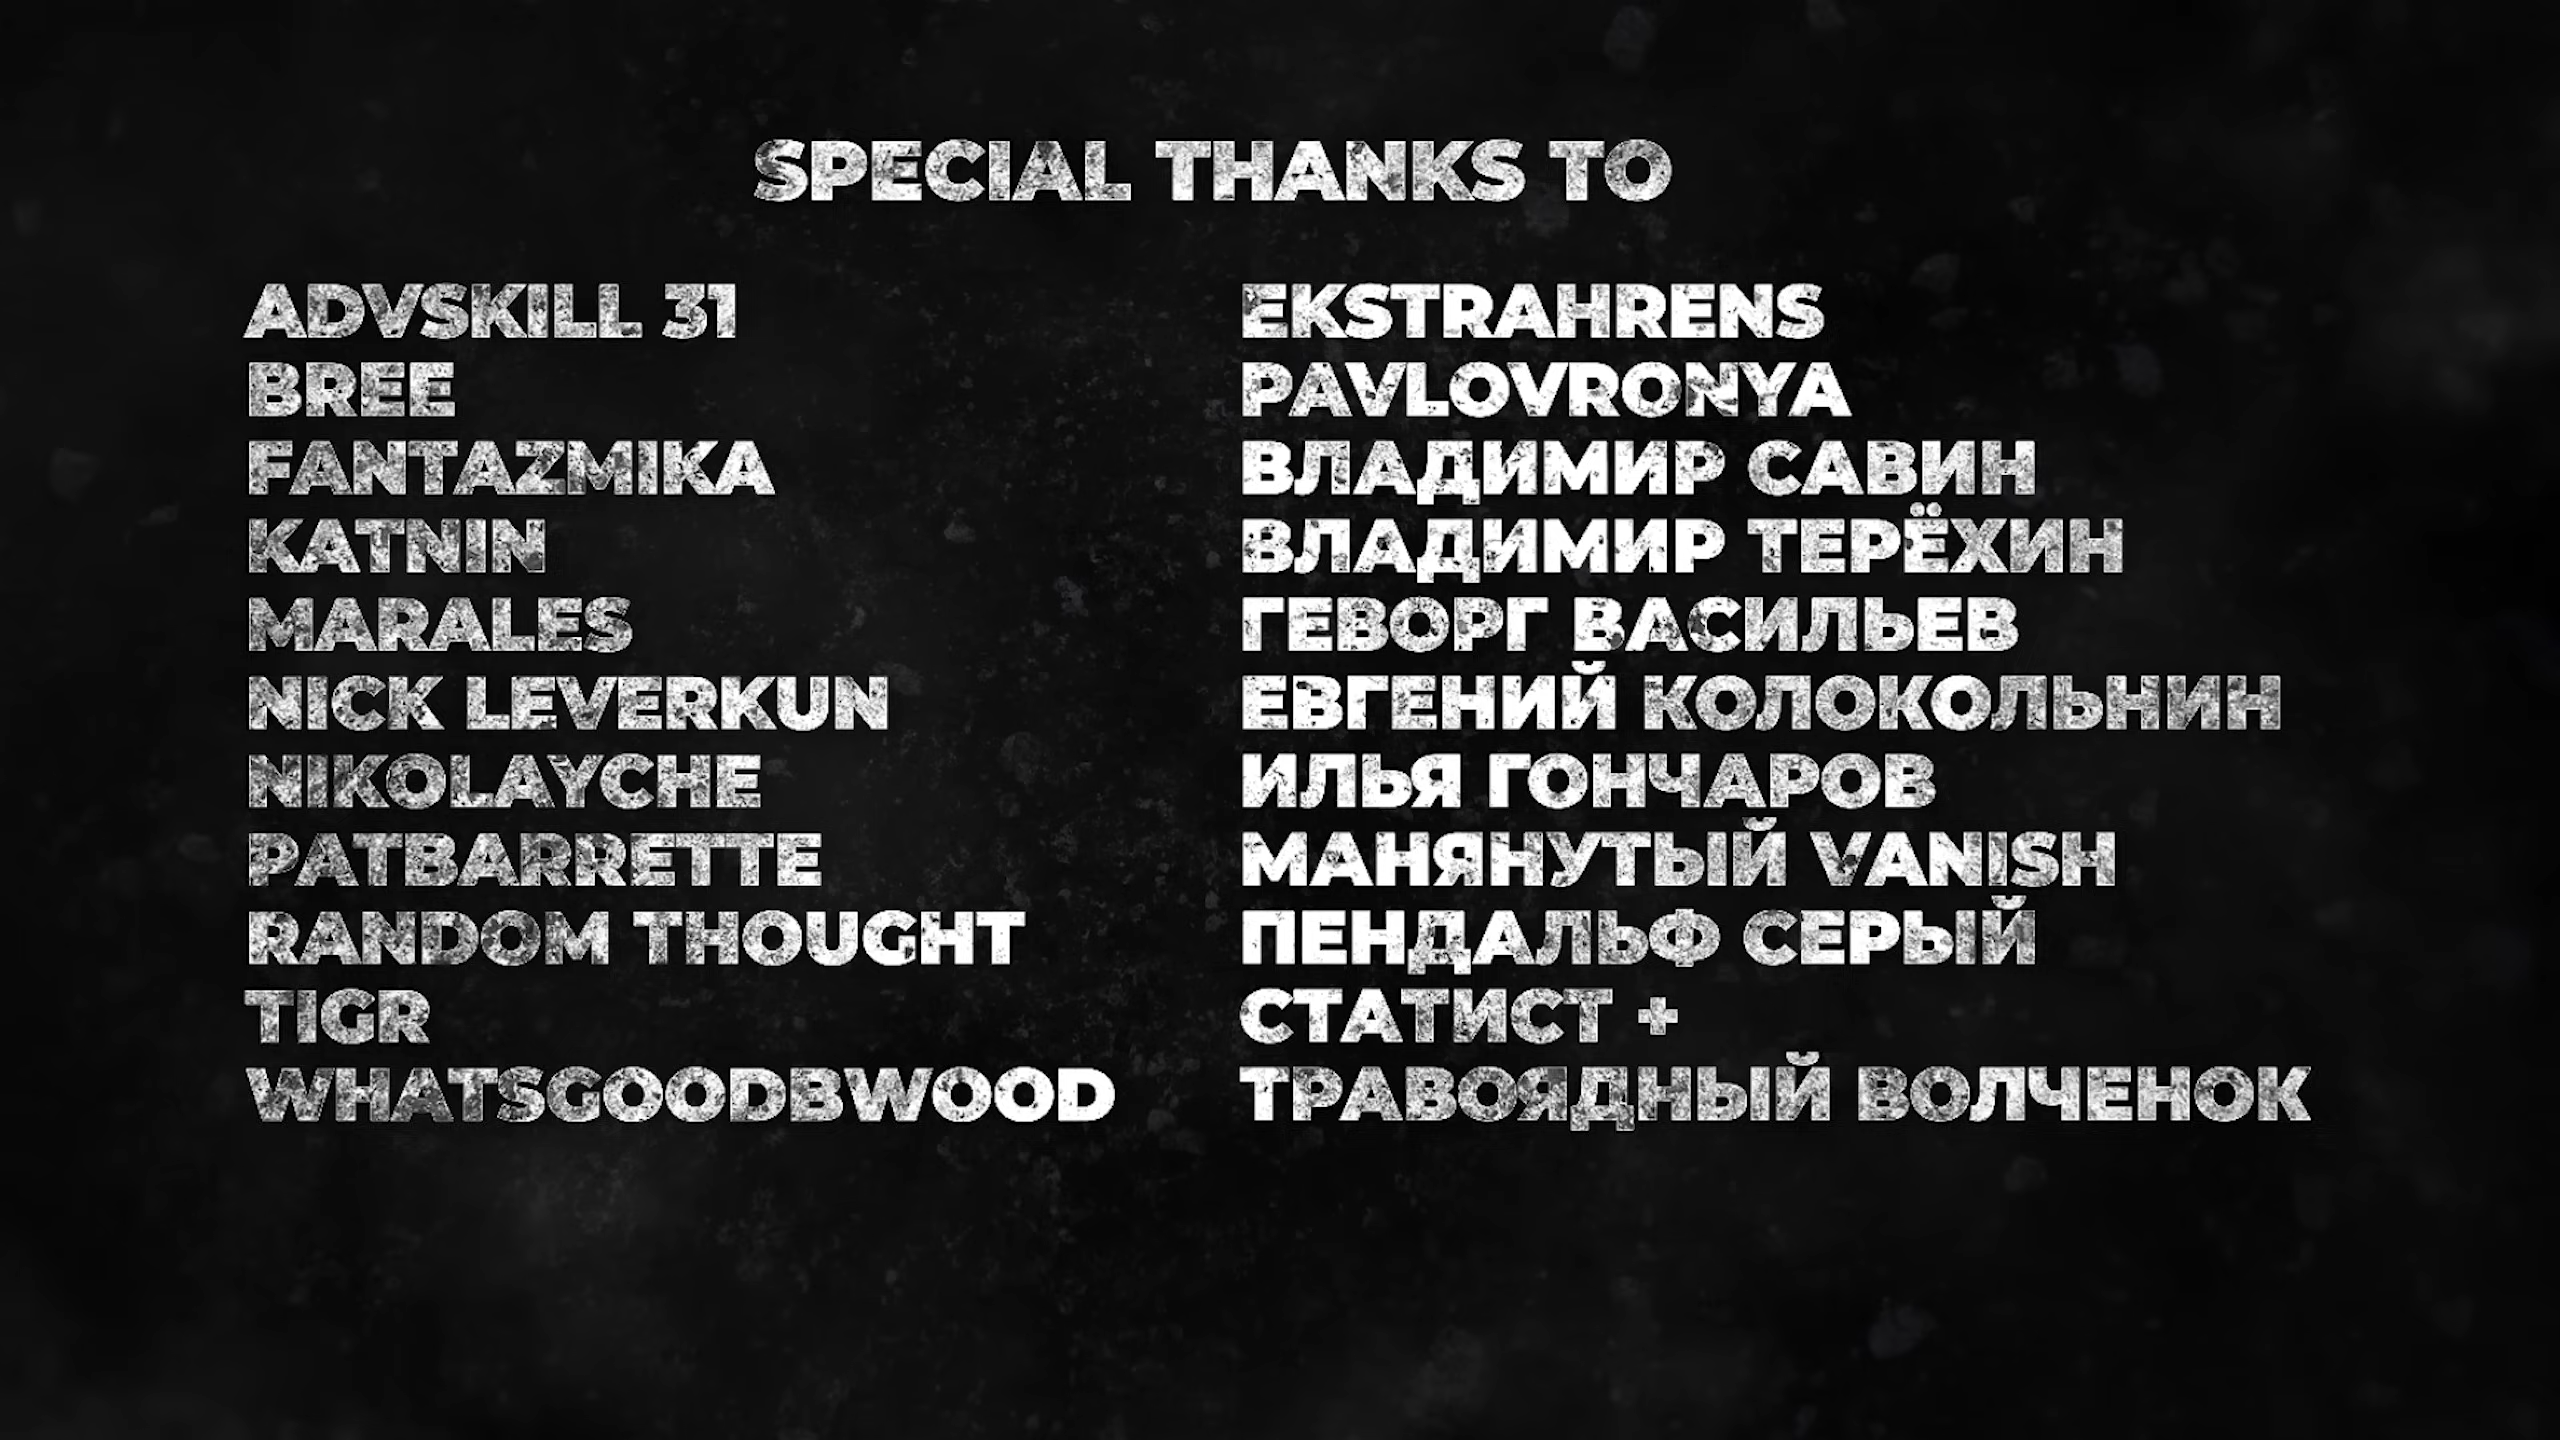 SPECIAL THANKS TO
ADVSKILL 31
BREE
FANTAZMIKA
KATNIN
MARALES
NICK LEVERKUN
NIKOLAYCHE
PATBARRETTE
RANDOM THOUGHT
TIGR
WHATSGOODBWOOD
EKSTRAHRENS
PAVLOVRONYA
ВЛАДИМИР САВИН
ВЛАДИМИР ТЕРЁХИН
ГЕВОРГ ВАСИЛЬЕВ
ЕВГЕНИЙ КОЛОКОЛЬНИН
ИЛЬЯ ГОНЧАРОВ
МАНЯНУТЫЙ VANISH
ПЕНДАЛЬФ СЕРЫЙ
СТАТИСТ +
ТРАВОЯДНЫЙ ВОЛЧЕНОК